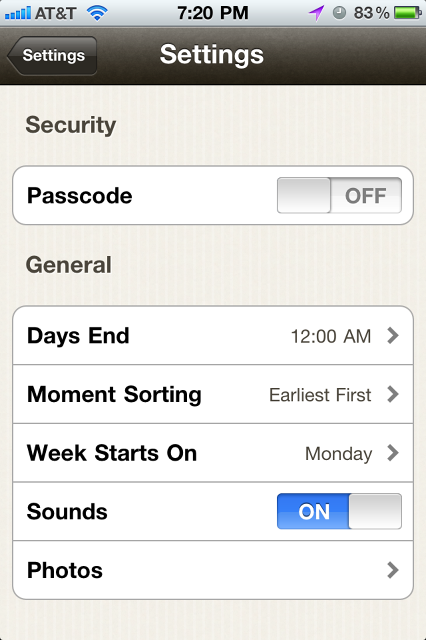 AT&T 7:20 PM 83%
Settings Settings
Security
Passcode OFF
General
Days End 12:00 AM
Moment Sorting Earliest First
Week Starts On Monday
Sounds ON
Photos